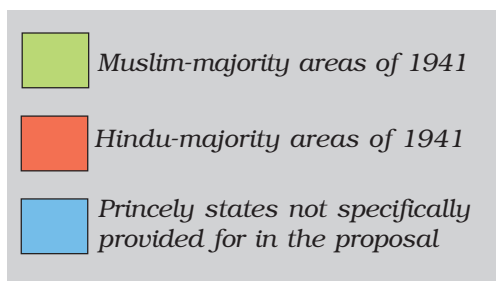 Muslim-majority areas of 1941
Hindu-majority areas of 1941
Princely states not specifically
provided for in the proposal